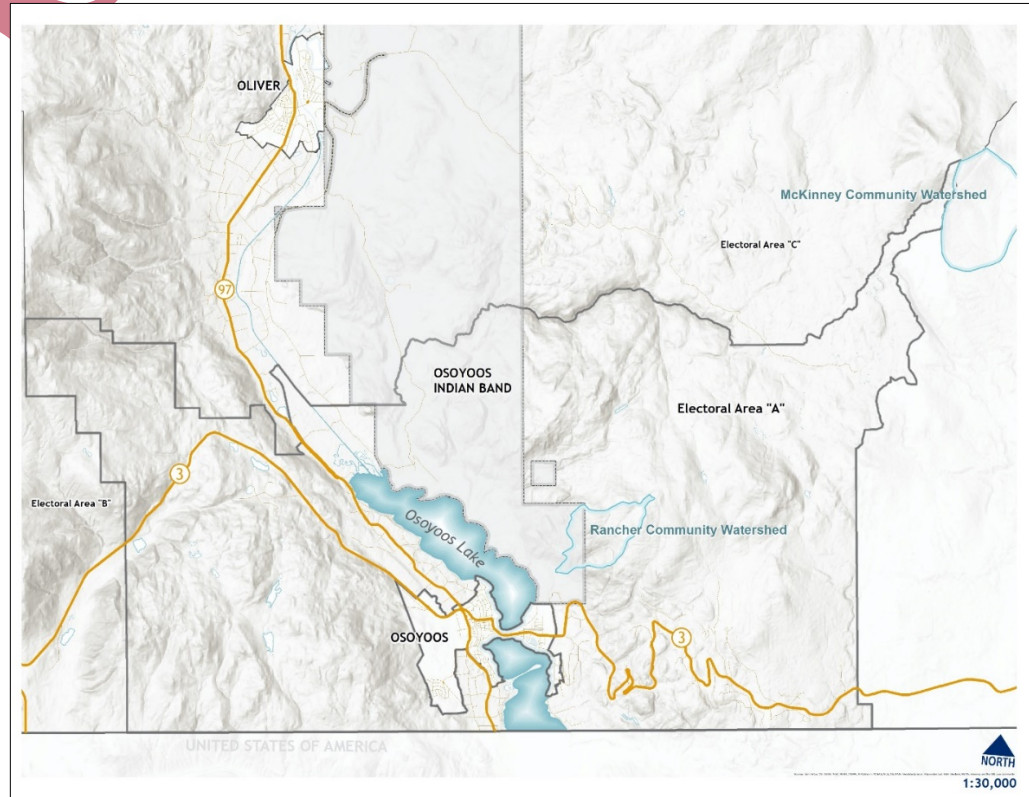 OLIVER
McKinney Community Watershed
Electoral Area "C"
97
OSOYOOS
INDIAN BAND
Electoral Area "A"
3
Electoral Area "B"
Osoyoos Lake
Rancher Community Watershed
OSOYOOS
3
UNITED STATES OF AMERICA
NORTH
1:30,000